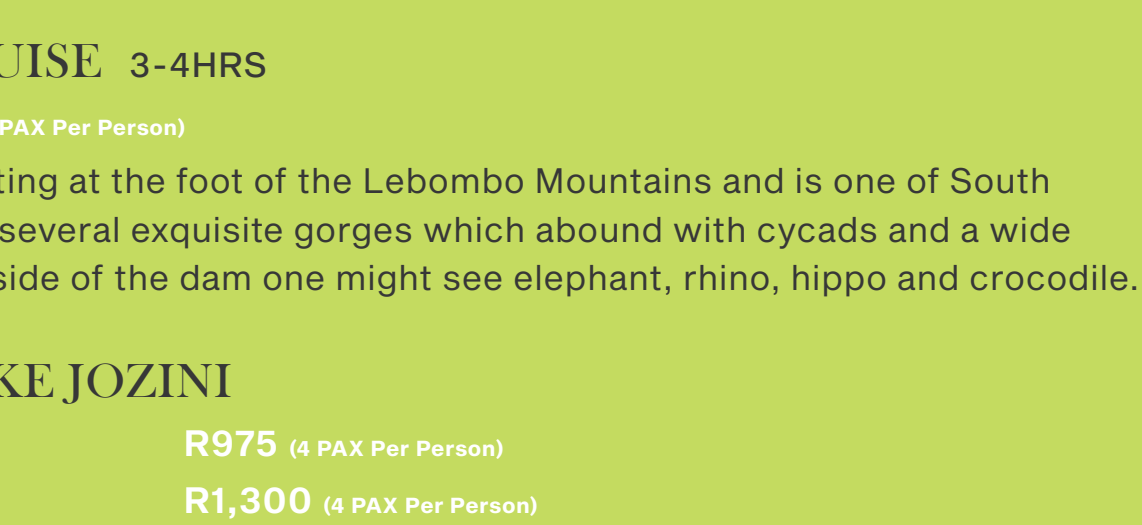 UISE 3-4HRS
PAX Per Person)
ting at the foot of the Lebombo Mountains and is one of South
several exquisite gorges which abound with cycads and a wide
side of the dam one might see elephant, rhino, hippo and crocodile.
KE JOZINI
R975 (4 PAX Per Person)
R1,300 (4 PAX Per Person)